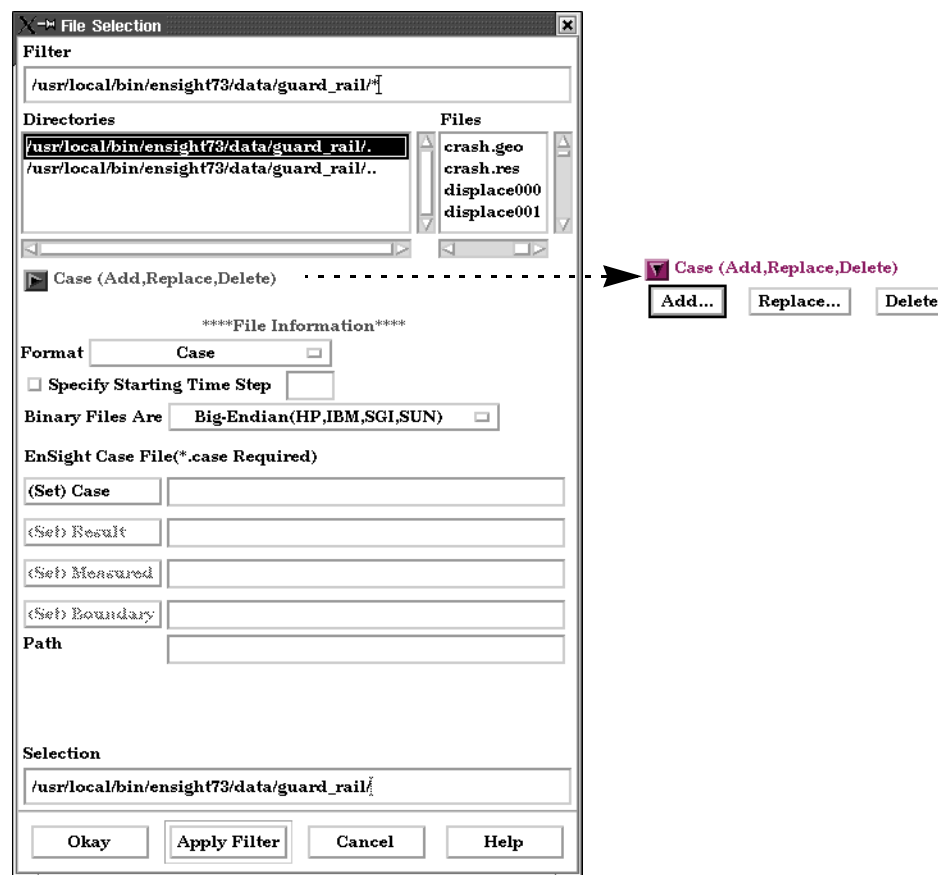 File Selection
Filter
/usr/local/bin/ensight73/data/guard_rail/*
Directories
Files
/usr/local/bin/ensight73/data/guard_rail/.
/usr/local/bin/ensight73/data/guard_rail/..
crash.geo
crash.res
displace000
displace001
Case (Add,Replace,Delete)
Case (Add,Replace,Delete)
Add... Replace... Delete
****File Information****
Format Case
Specify Starting Time Step
Binary Files Are Big-Endian(HP,IBM,SGI,SUN)
EnSight Case File(*.case Required)
(Set) Case
(Set) Result
(Set) Measured
(Set) Boundary
Path
Selection
/usr/local/bin/ensight73/data/guard_rail/
Okay Apply Filter Cancel Help